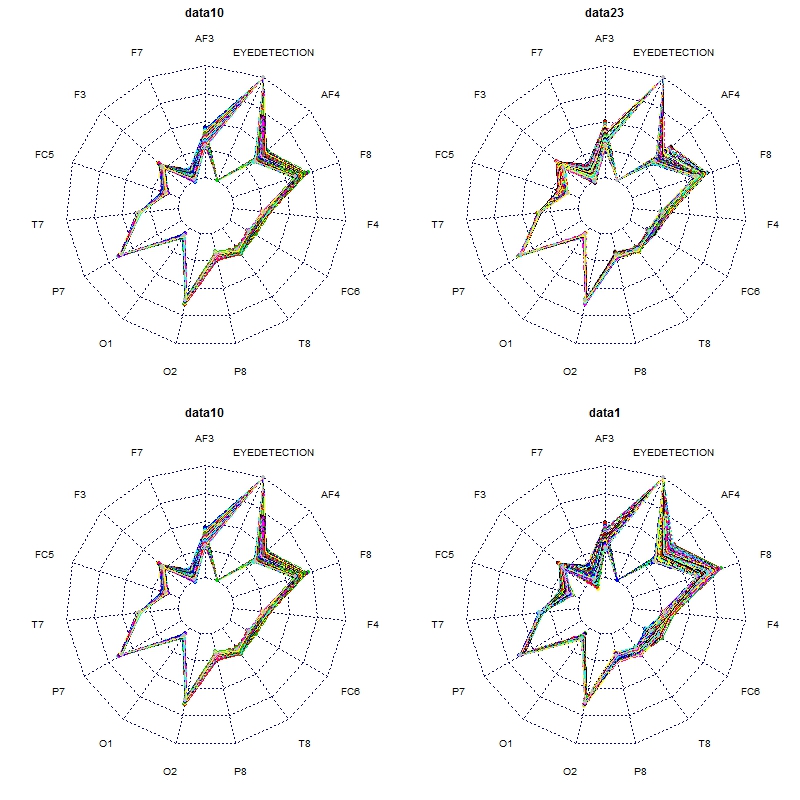 data10
AF3
EYEDETECTION
F7
AF4
F3
F8
FC5
F4
T7
FC6
P7
T8
O1
P8
O2
data23
AF3
EYEDETECTION
F7
AF4
F3
F8
FC5
F4
T7
FC6
P7
T8
O1
P8
O2
data10
AF3
EYEDETECTION
F7
AF4
F3
F8
FC5
F4
T7
FC6
P7
T8
O1
P8
O2
data1
AF3
EYEDETECTION
F7
AF4
F3
F8
FC5
F4
T7
FC6
P7
T8
O1
P8
O2